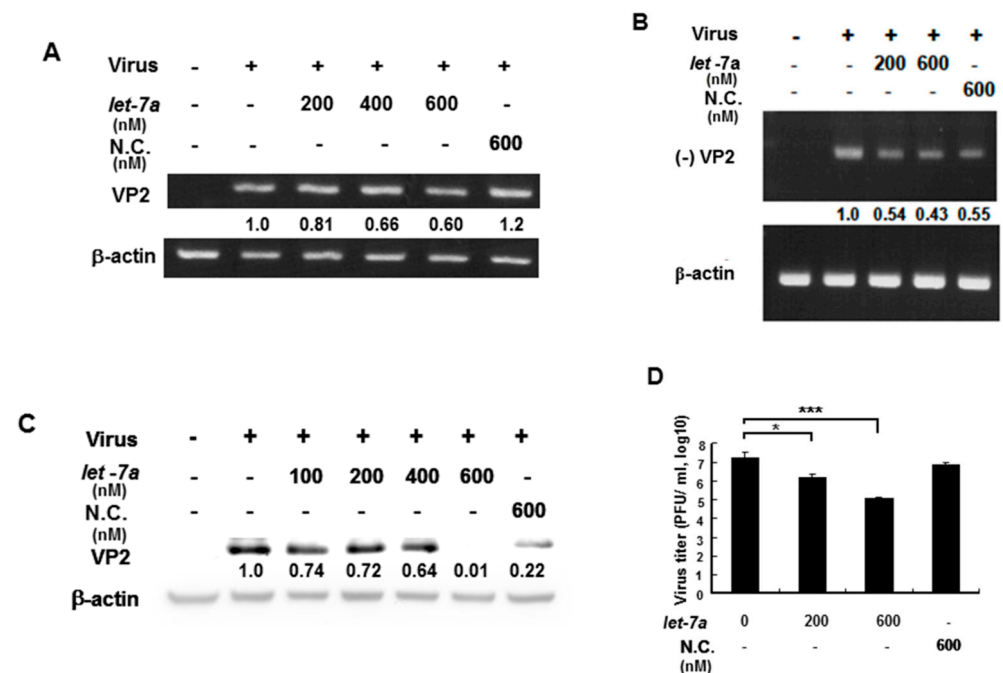 A
Virus - + + + + +
let-7a - - 200 400 600 -
(nM)
N.C. - - - - - 600
(nM)
VP2
1.0 0.81 0.66 0.60 1.2
β-actin
B
Virus - + + + +
let -7a - - 200 600 -
(nM)
N.C. - - - - 600
(nM)
(-) VP2
1.0 0.54 0.43 0.55
β-actin
C
Virus - + + + + + +
let -7a - - 100 200 400 600 -
(nM)
N.C. - - - - - - 600
(nM)
VP2
1.0 0.74 0.72 0.64 0.01 0.22
β-actin
D
***
*
Virus titer (PFU/ ml, log10)
8
7
6
5
4
3
2
1
0
let-7a 0 200 600 -
N.C. - - - 600
(nM)